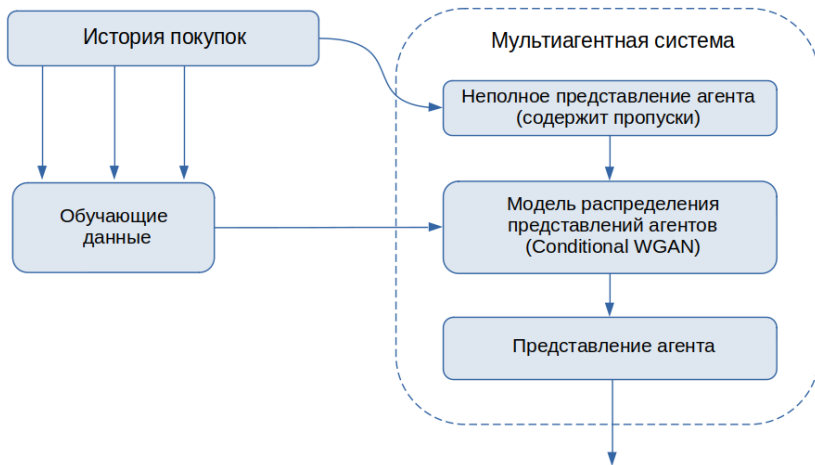 История покупок
Мультиагентная система
Неполное представление агента
(содержит пропуски)
Обучающие
данные
Модель распределения
представлений агентов
(Conditional WGAN)
Представление агента